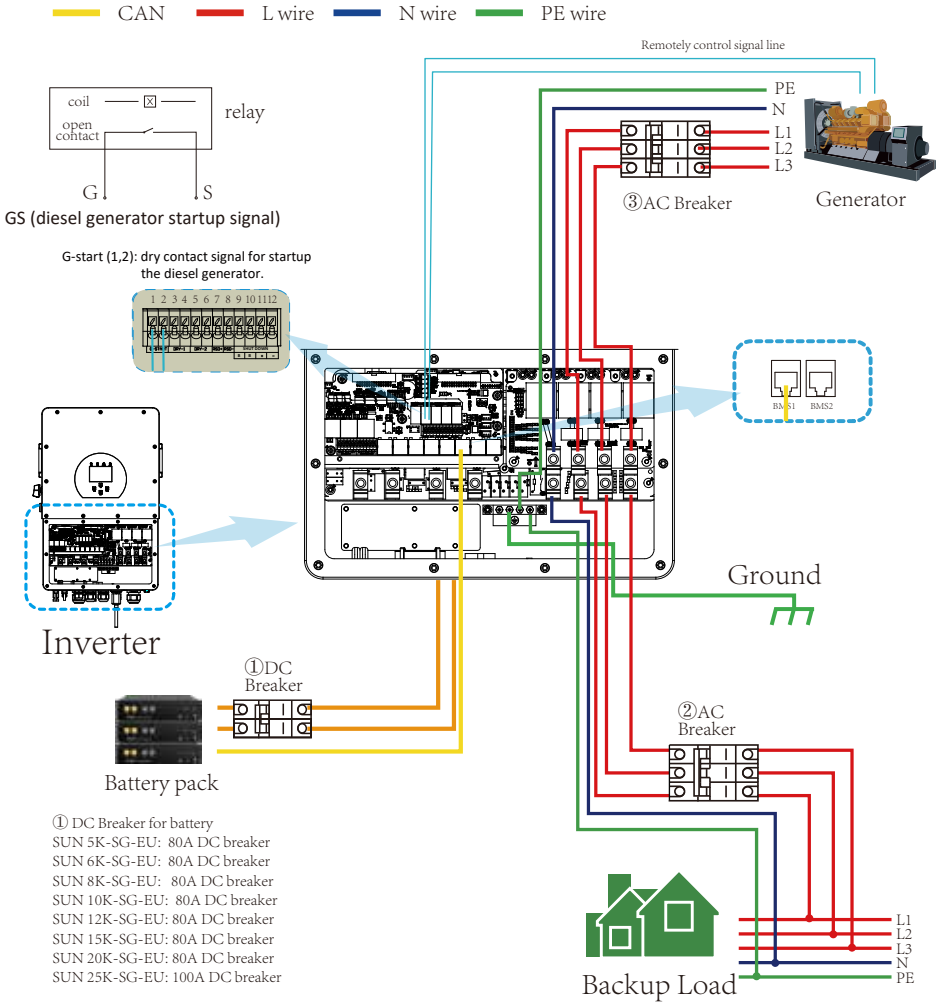 CAN L wire N wire PE wire
Remotely control signal line
coil
open
contact
relay
G S
GS (diesel generator startup signal)
PE
N
L1
L2
L3
③AC Breaker
Generator
G-start (1,2): dry contact signal for startup
the diesel generator.
1 2 3 4 5 6 7 8 9 10 11 12
BMS1 BMS2
Inverter
Ground
①DC
Breaker
Battery pack
②AC
Breaker
① DC Breaker for battery
SUN 5K-SG-EU: 80A DC breaker
SUN 6K-SG-EU: 80A DC breaker
SUN 8K-SG-EU: 80A DC breaker
SUN 10K-SG-EU: 80A DC breaker
SUN 12K-SG-EU: 80A DC breaker
SUN 15K-SG-EU: 80A DC breaker
SUN 20K-SG-EU: 80A DC breaker
SUN 25K-SG-EU: 100A DC breaker
Backup Load
L1
L2
L3
N
PE